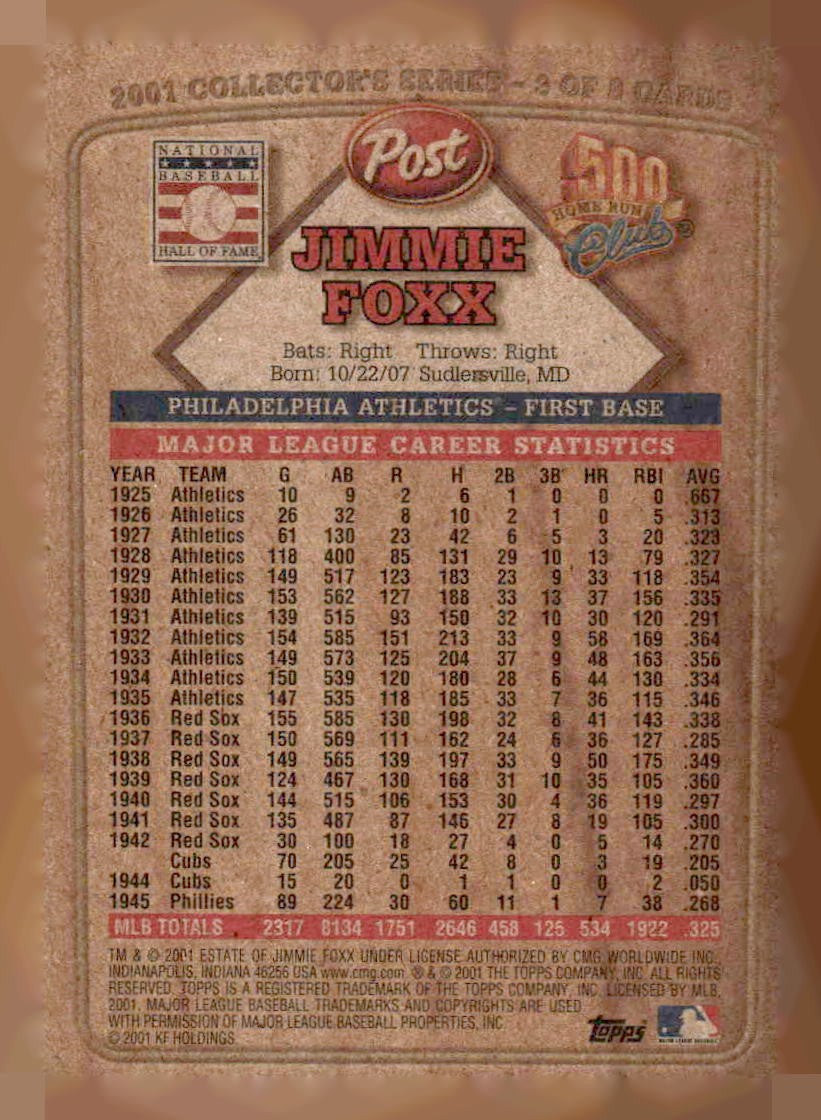 2001 COLLECTOR'S SERIES - 3 OF 8 CARDS
NATIONAL
BASEBALL
HALL OF FAME
Post
500
HOME RUN
Club®
JIMMIE
FOXX
Bats: Right Throws: Right
Born: 10/22/07 Sudlersville, MD
PHILADELPHIA ATHLETICS - FIRST BASE
MAJOR LEAGUE CAREER STATISTICS
YEAR TEAM G AB R H 2B 3B HR RBI AVG
1925 Athletics 10 9 2 6 1 0 0 0 .667
1926 Athletics 26 32 8 10 2 1 0 5 .313
1927 Athletics 61 130 23 42 6 5 3 20 .323
1928 Athletics 118 400 85 131 29 10 13 79 .327
1929 Athletics 149 517 123 183 23 9 33 118 .354
1930 Athletics 153 562 127 188 33 13 37 156 .335
1931 Athletics 139 515 93 150 32 10 30 120 .291
1932 Athletics 154 585 151 213 33 9 58 169 .364
1933 Athletics 149 573 125 204 37 9 48 163 .356
1934 Athletics 150 539 120 180 28 6 44 130 .334
1935 Athletics 147 535 118 185 33 7 36 115 .346
1936 Red Sox 155 585 130 198 32 8 41 143 .338
1937 Red Sox 150 569 111 162 24 6 36 127 .285
1938 Red Sox 149 565 139 197 33 9 50 175 .349
1939 Red Sox 124 467 130 168 31 10 35 105 .360
1940 Red Sox 144 515 106 153 30 4 36 119 .297
1941 Red Sox 135 487 87 146 27 8 19 105 .300
1942 Red Sox 30 100 18 27 4 0 5 14 .270
Cubs 70 205 25 42 8 0 3 19 .205
1944 Cubs 15 20 0 1 1 0 0 2 .050
1945 Phillies 89 224 30 60 11 1 7 38 .268
MLB TOTALS 2317 8134 1751 2646 458 125 534 1922 .325
TM & © 2001 ESTATE OF JIMMIE FOXX UNDER LICENSE AUTHORIZED BY CMG WORLDWIDE INC.,
INDIANAPOLIS, INDIANA 46256 USA www.cmg.com. ® & © 2001 THE TOPPS COMPANY, INC. ALL RIGHTS
RESERVED. TOPPS IS A REGISTERED TRADEMARK OF THE TOPPS COMPANY, INC. LICENSED BY MLB,
2001. MAJOR LEAGUE BASEBALL TRADEMARKS AND COPYRIGHTS ARE USED
WITH PERMISSION OF MAJOR LEAGUE BASEBALL PROPERTIES, INC.
© 2001 KF HOLDINGS
Topps